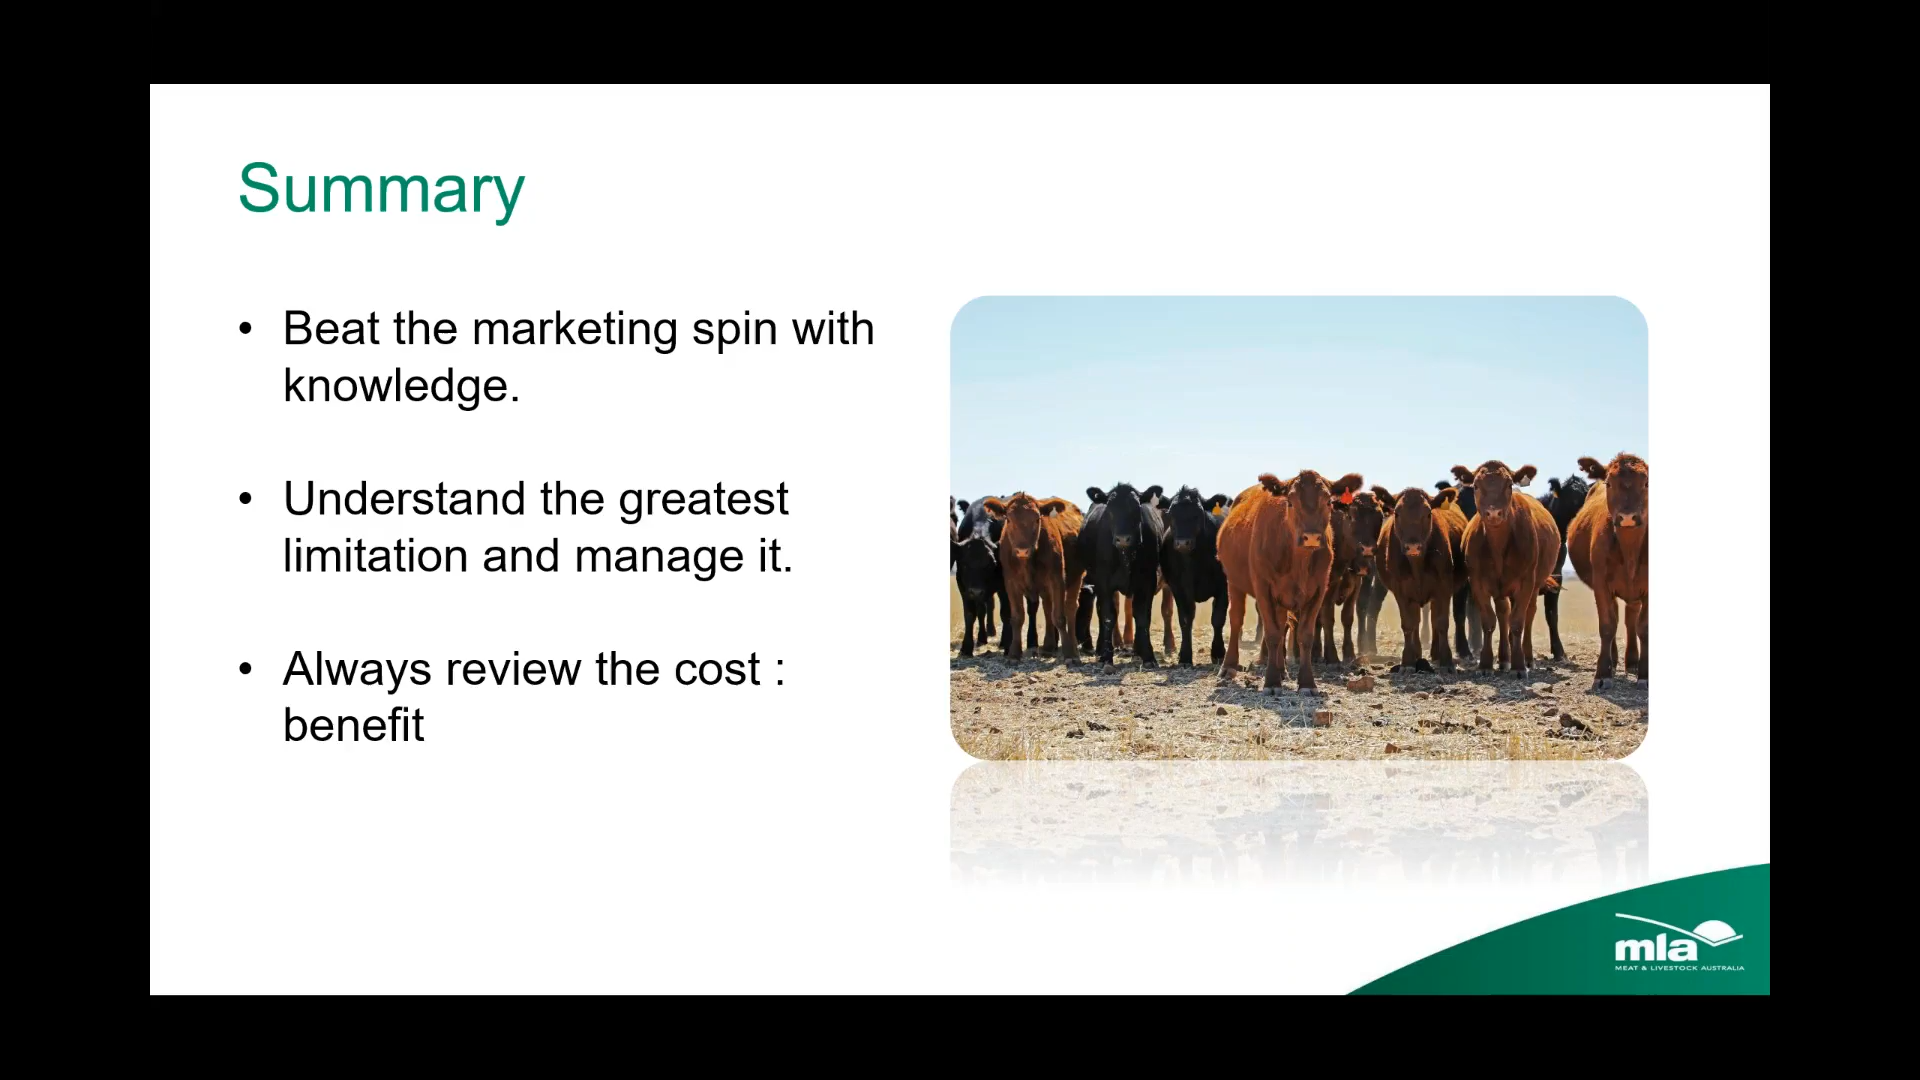 Summary
• Beat the marketing spin with
knowledge.
• Understand the greatest
limitation and manage it.
• Always review the cost :
benefit
mla
MEAT & LIVESTOCK AUSTRALIA